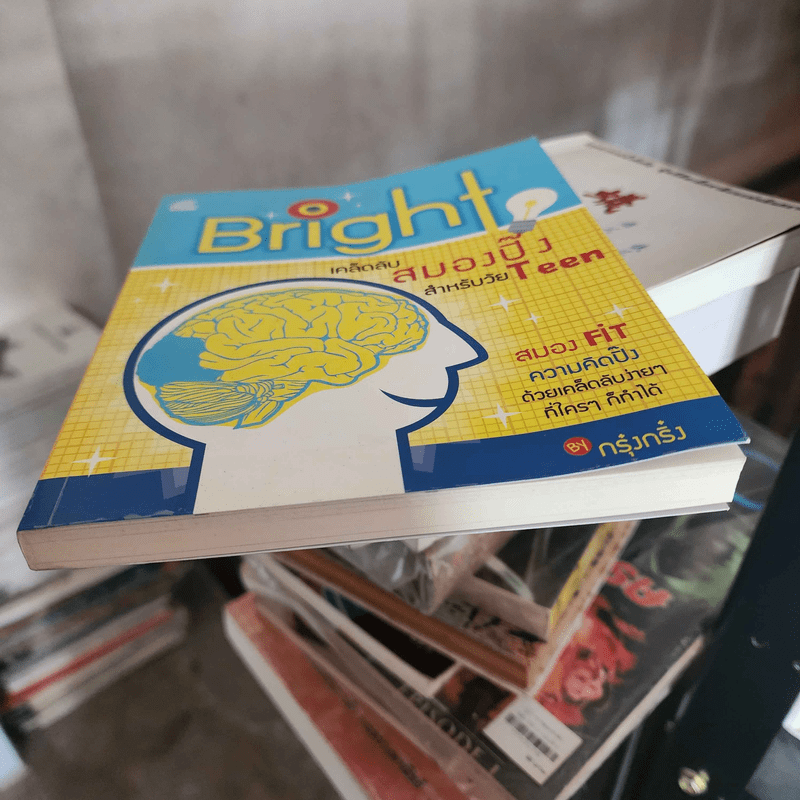 Bright
เคล็ดลับ
สมองปิ๊ง
สำหรับวัย Teen
สมอง FiT
ความคิดปิ๊ง
ด้วยเคล็ดลับง่ายๆ
ที่ใครๆ ก็ทำได้
By กรุ๋งกริ๋ง
EPISODE I